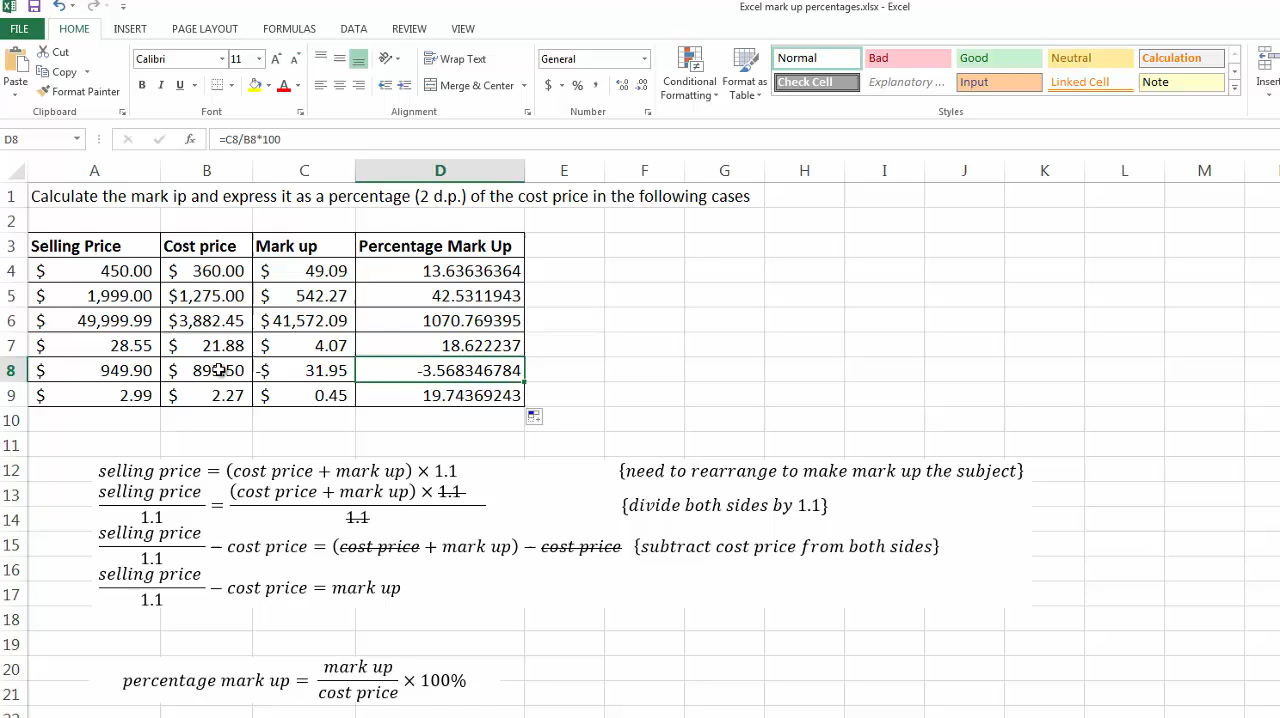 Excel mark up percentages.xlsx - Excel
FILE HOME INSERT PAGE LAYOUT FORMULAS DATA REVIEW VIEW
Paste Cut Copy Format Painter
Calibri 11 A A B I U A
Wrap Text Merge & Center
General $ % , .0 .00 .00 .0
Conditional Formatting Format as Table
Normal Bad Good Neutral Calculation
Check Cell Explanatory ... Input Linked Cell Note
Clipboard Font Alignment Number Styles
D8 fx =C8/B8*100
A B C D E F G H I J K L M
1 Calculate the mark ip and express it as a percentage (2 d.p.) of the cost price in the following cases
2
3 Selling Price Cost price Mark up Percentage Mark Up
4 $ 450.00 $ 360.00 $ 49.09 13.63636364
5 $ 1,999.00 $1,275.00 $ 542.27 42.5311943
6 $ 49,999.99 $3,882.45 $ 41,572.09 1070.769395
7 $ 28.55 $ 21.88 $ 4.07 18.622237
8 $ 949.90 $ -$ 31.95 -3.568346784
9 $ 2.99 $ 2.27 $ 0.45 19.74369243
10
11
12 selling price = (cost price + mark up) × 1.1 {need to rearrange to make mark up the subject}
13 selling price (cost price + mark up) × 1.1
= {divide both sides by 1.1}
14 1.1 1.1
15 selling price
− cost price = (cost price + mark up) − cost price {subtract cost price from both sides}
1.1
16 selling price
17 − cost price = mark up
1.1
18
19
20 mark up
percentage mark up = × 100%
21 cost price